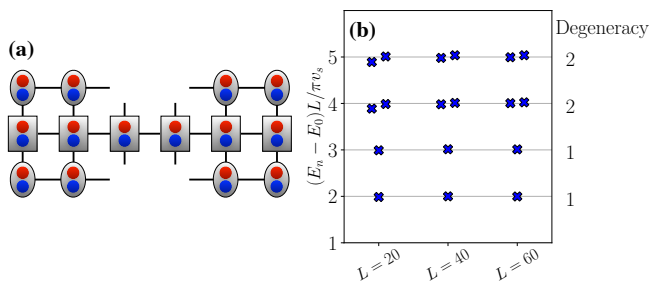 (a)
(b)
Degeneracy
(E_n − E_0)L/πv_s
5
2
4
2
3
1
2
1
1
L = 20
L = 40
L = 60